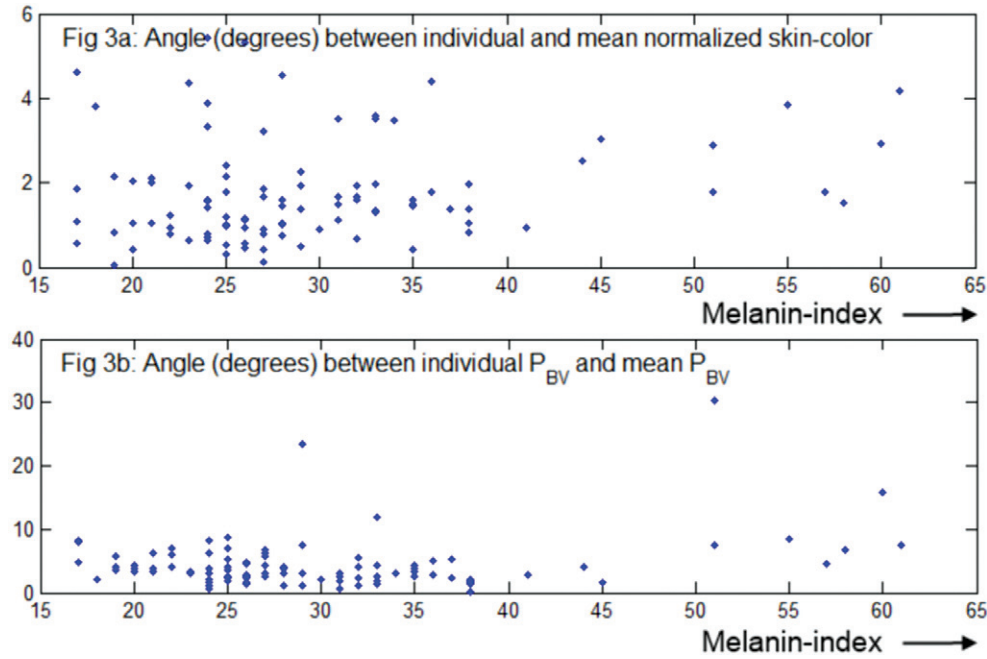 6
Fig 3a: Angle (degrees) between individual and mean normalized skin-color
4
2
0
15 20 25 30 35 40 45 50 55 60 65
Melanin-index
40
Fig 3b: Angle (degrees) between individual P_BV and mean P_BV
30
20
10
0
15 20 25 30 35 40 45 50 55 60 65
Melanin-index